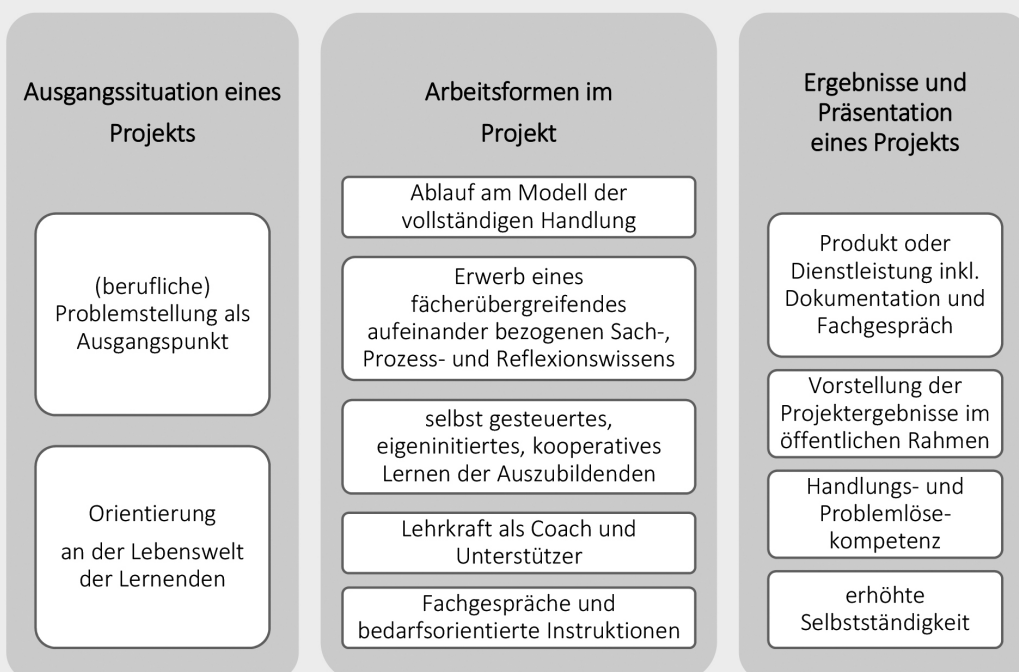 Ausgangssituation eines
Projekts
(berufliche)
Problemstellung als
Ausgangspunkt
Orientierung
an der Lebenswelt
der Lernenden
Arbeitsformen im
Projekt
Ablauf am Modell der
vollständigen Handlung
Erwerb eines
fächerübergreifendes
aufeinander bezogenen Sach-,
Prozess- und Reflexionswissens
selbst gesteuertes,
eigeninitiertes, kooperatives
Lernen der Auszubildenden
Lehrkraft als Coach und
Unterstützer
Fachgespräche und
bedarfsorientierte Instruktionen
Ergebnisse und
Präsentation
eines Projekts
Produkt oder
Dienstleistung inkl.
Dokumentation und
Fachgespräch
Vorstellung der
Projektergebnisse im
öffentlichen Rahmen
Handlungs- und
Problemlöse-
kompetenz
erhöhte
Selbstständigkeit